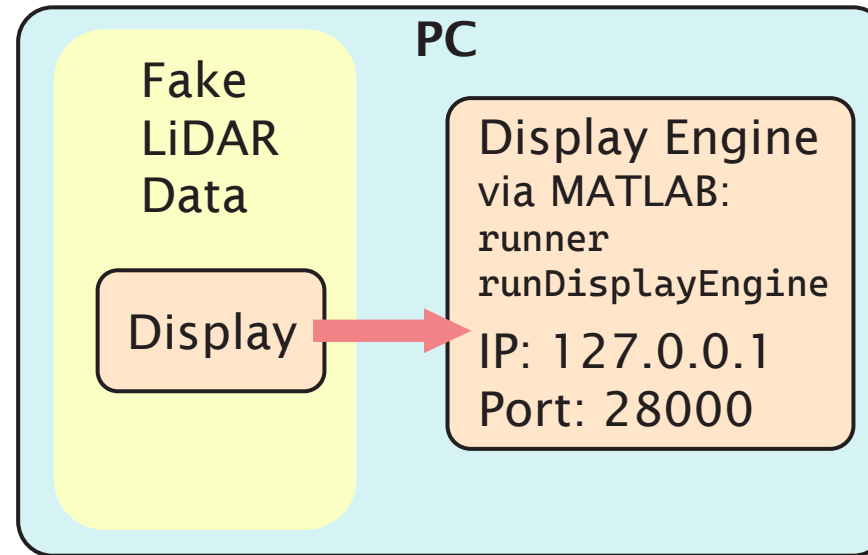 PC
Fake
LiDAR
Data
Display
Display Engine
via MATLAB:
runner
runDisplayEngine
IP: 127.0.0.1
Port: 28000